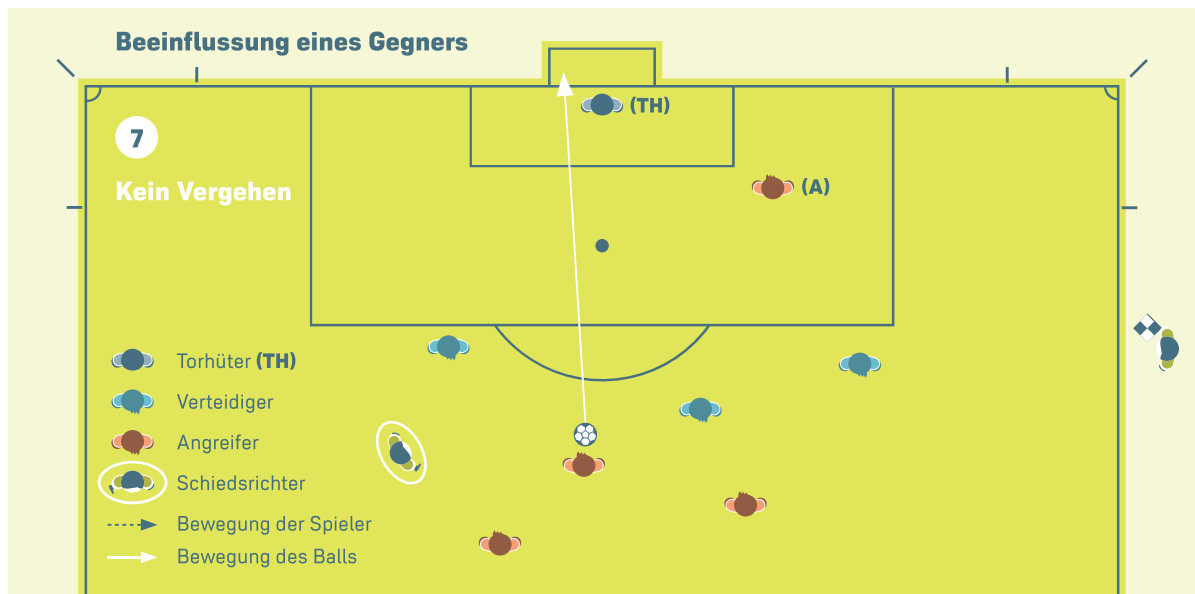 Beeinflussung eines Gegners
(TH)
7
(A)
Kein Vergehen
Torhüter (TH)
Verteidiger
Angreifer
Schiedsrichter
Bewegung der Spieler
Bewegung des Balls